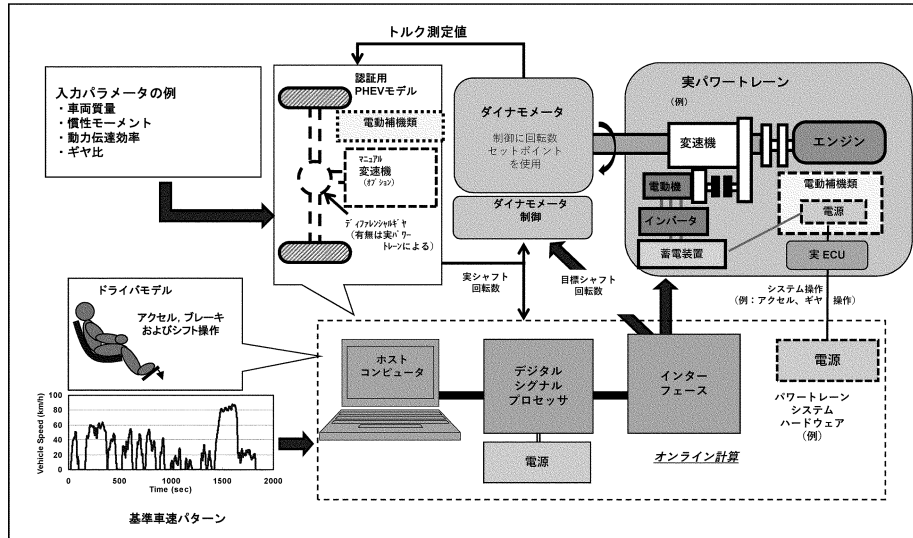 トルク測定値
入力パラメータの例
・車両質量
・慣性モーメント
・動力伝達効率
・ギヤ比
認証用
PHEVモデル
電動補機類
マニュアル
変速機
(オプション)
ディファレンシャルギヤ
(有無は実パワー
トレーンによる)
ダイナモメータ
制御に回転数
セットポイント
を使用
ダイナモメータ
制御
実パワートレーン
(例)
変速機
エンジン
電動機
インバータ
蓄電装置
電動補機類
電源
実ECU
実シャフト
回転数
目標シャフト
回転数
システム操作
(例:アクセル、ギヤ 操作)
ドライバモデル
アクセル, ブレーキ
およびシフト操作
ホスト
コンピュータ
デジタル
シグナル
プロセッサ
インター
フェース
電源
電源
パワートレーン
システム
ハードウェア
(例)
オンライン計算
Vehicle Speed (km/h)
100
80
60
40
20
0
0 500 1000 1500 2000
Time (sec)
基準車速パターン